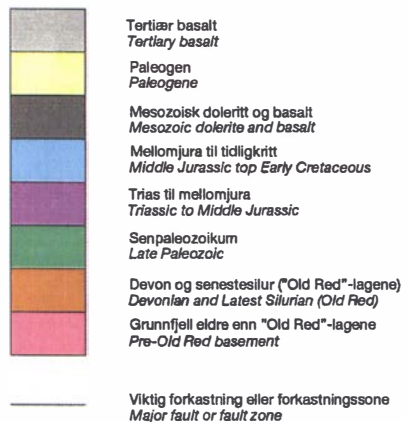 Tertiær basalt
Tertiary basalt
Paleogen
Paleogene
Mesozoisk doleritt og basalt
Mesozoic dolerite and basalt
Mellomjura til tidligkritt
Middle Jurassic top Early Cretaceous
Trias til mellomjura
Triassic to Middle Jurassic
Senpaleozoikum
Late Paleozoic
Devon og senestesilur ("Old Red"-lagene)
Devonian and Latest Silurian (Old Red)
Grunnfjell eldre enn "Old Red"-lagene
Pre-Old Red basement
Viktig forkastning eller forkastningssone
Major fault or fault zone